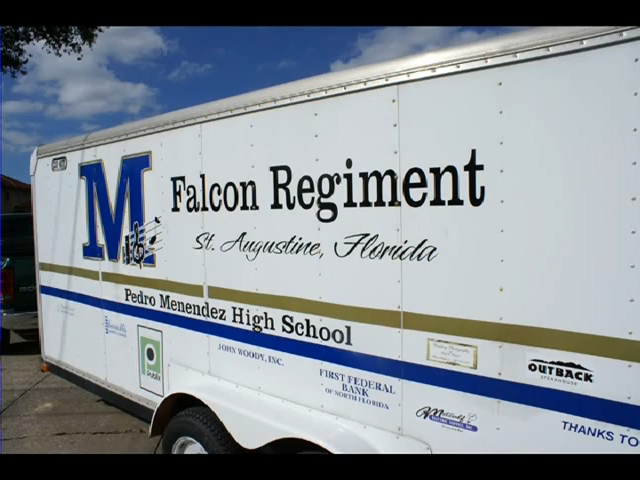 M
Falcon Regiment
St. Augustine, Florida
Pedro Menendez High School
Publix
JOHN WOODY, INC.
FIRST FEDERAL
BANK
OF NORTH FLORIDA
OUTBACK
STEAKHOUSE
THANKS TO